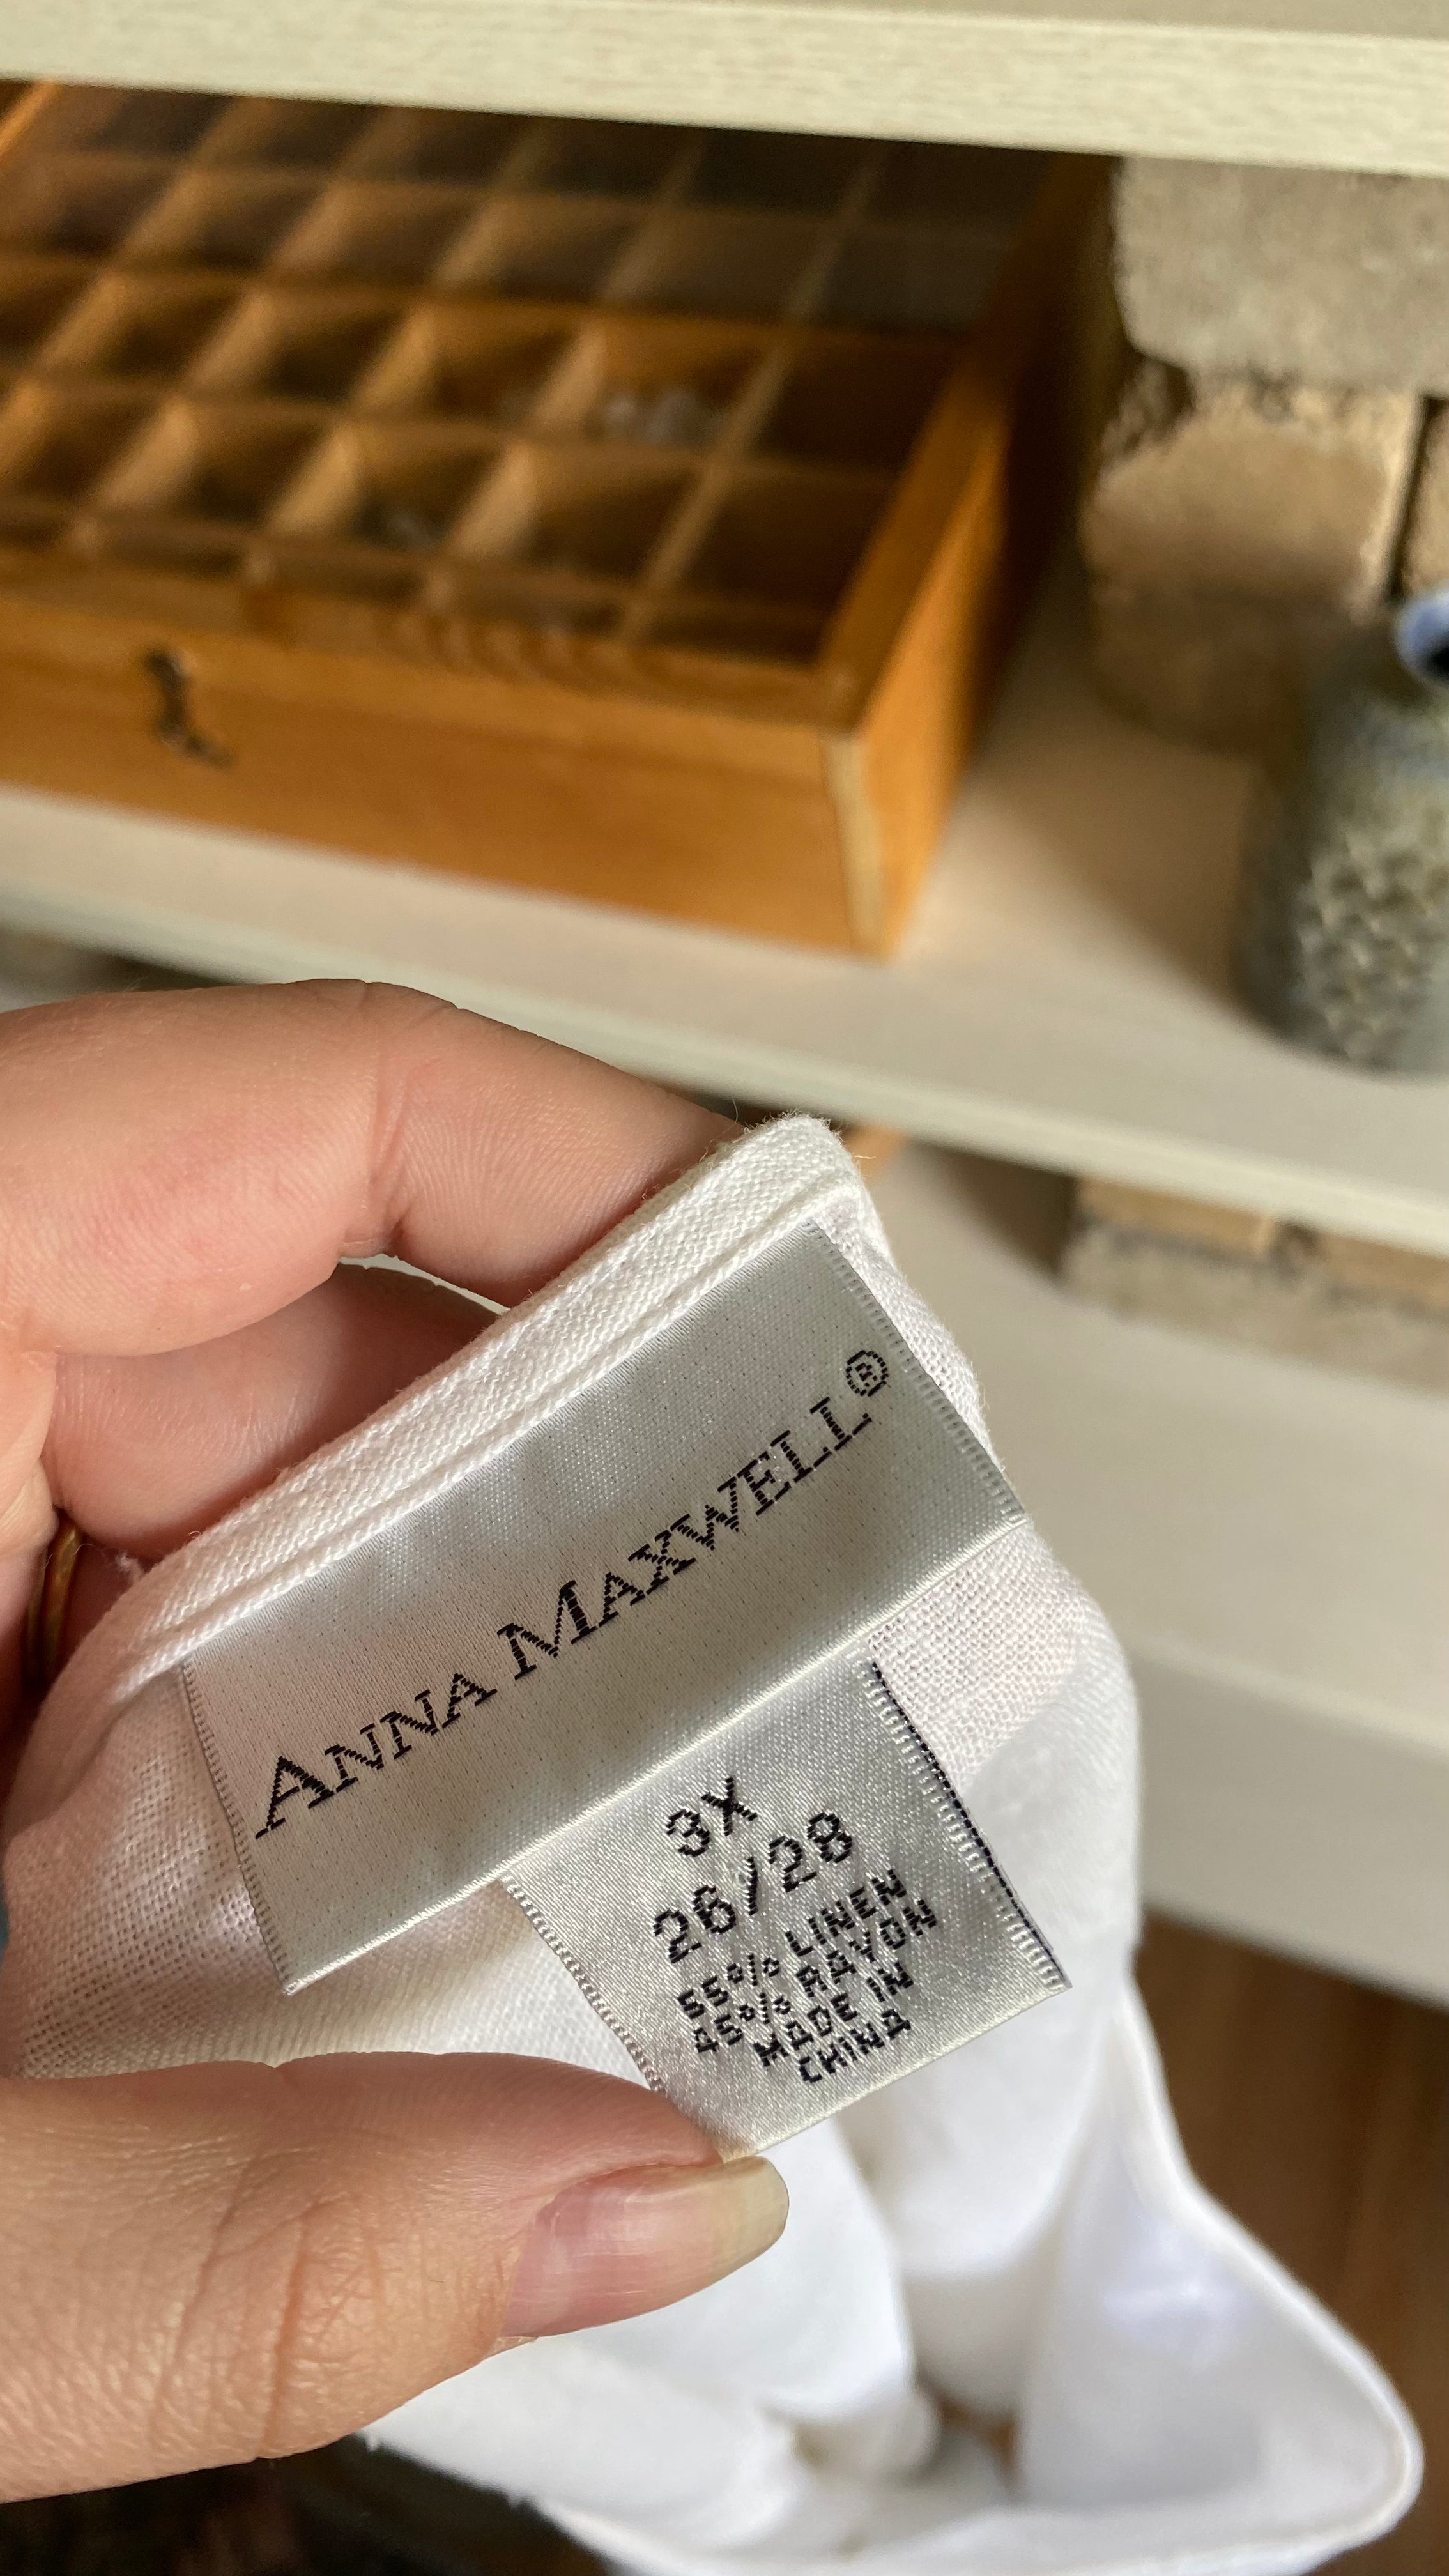 ANNA MAXWELL®
3X
26/28
55% LINEN
45% RAYON
MADE IN
CHINA